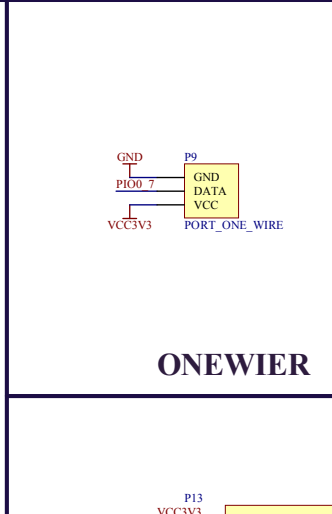 GND P9
GND
PIO0_7 DATA
VCC
VCC3V3 PORT_ONE_WIRE
ONEWIER
P13
VCC3V3